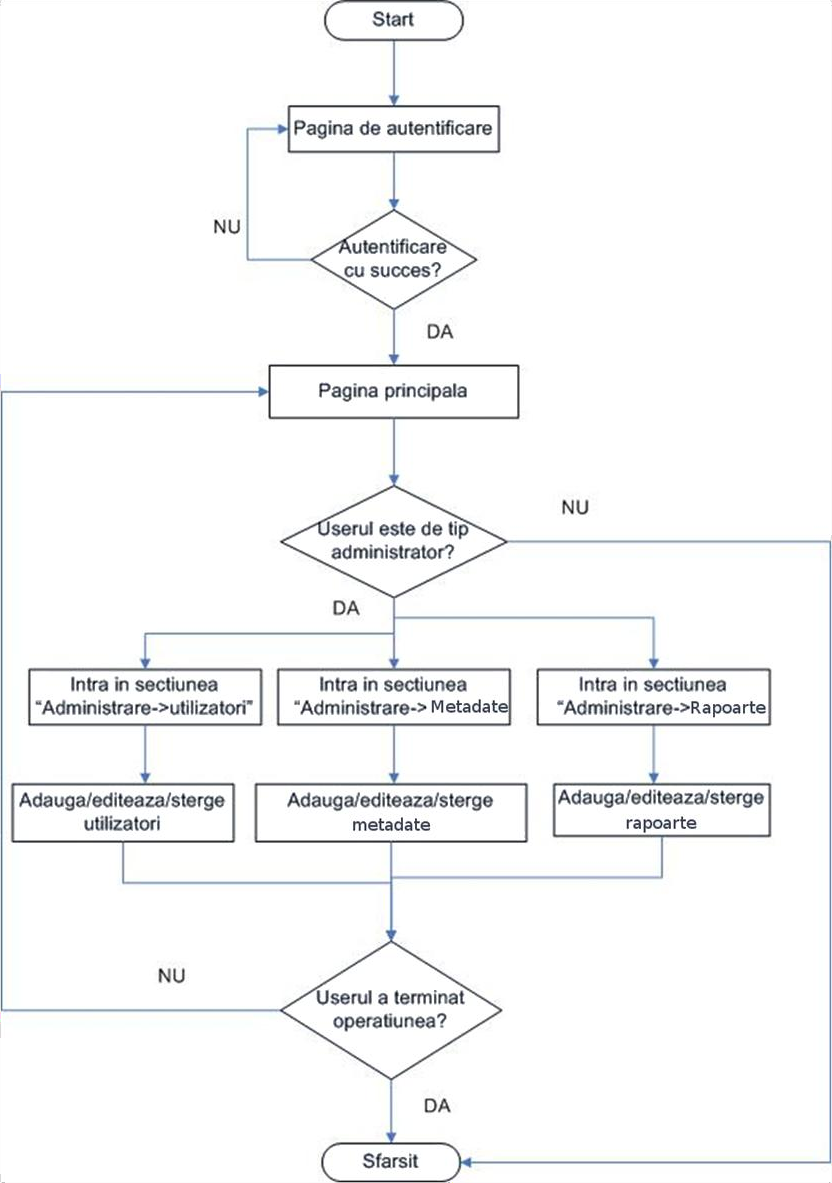 Start
Pagina de autentificare
NU
Autentificare
cu succes?
DA
Pagina principala
NU
Userul este de tip
administrator?
DA
Intra in sectiunea
“Administrare->utilizatori”
Intra in sectiunea
“Administrare-> Metadate
Intra in sectiunea
“Administrare->Rapoarte
Adauga/editeaza/sterge
utilizatori
Adauga/editeaza/sterge
metadate
Adauga/editeaza/sterge
rapoarte
NU
Userul a terminat
operatiunea?
DA
Sfarsit